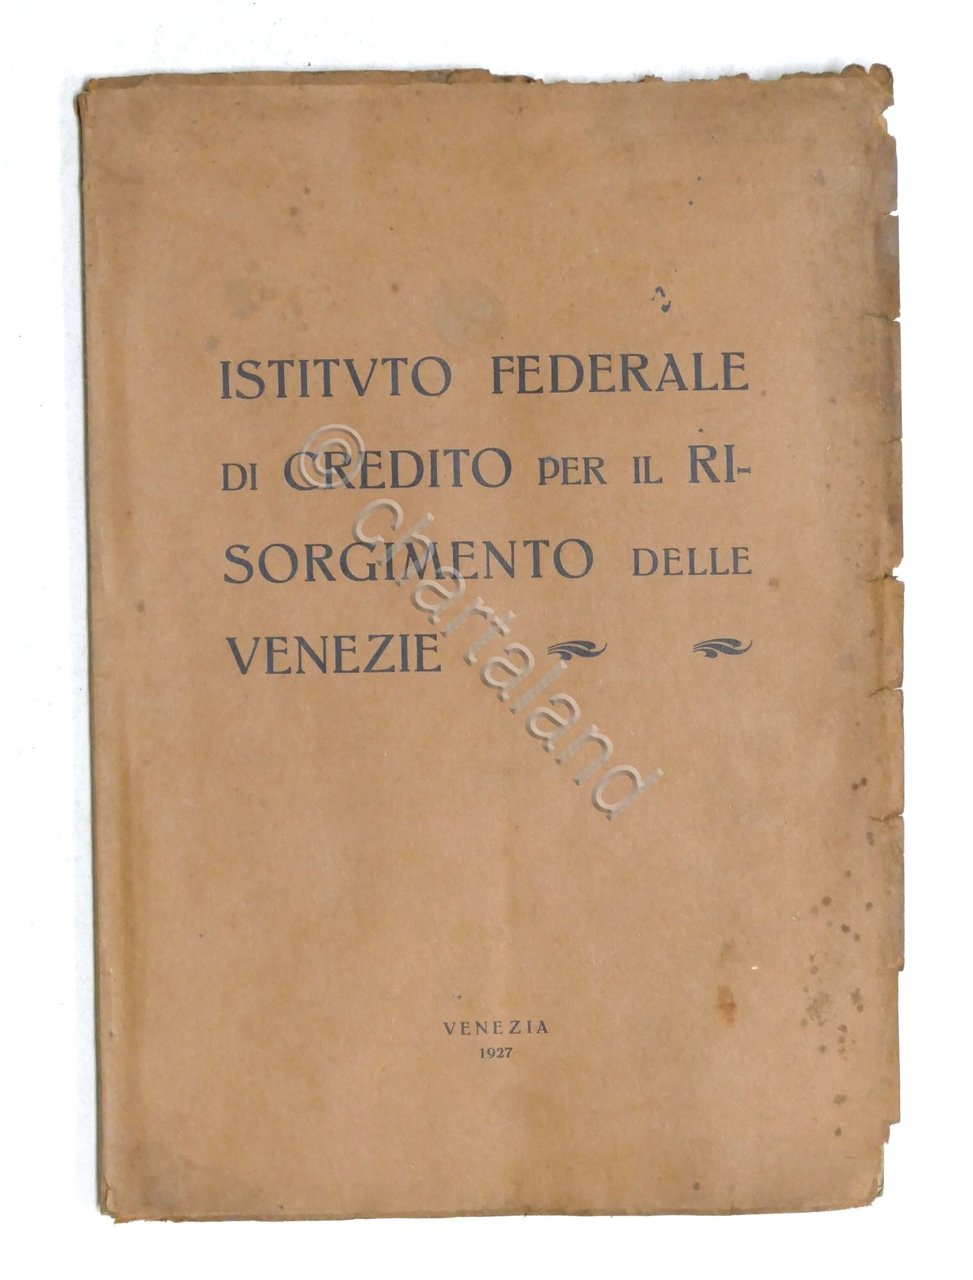 ISTITVTO FEDERALE
DI CREDITO PER IL RI-
SORGIMENTO DELLE
VENEZIE
© chartaland
VENEZIA
1927